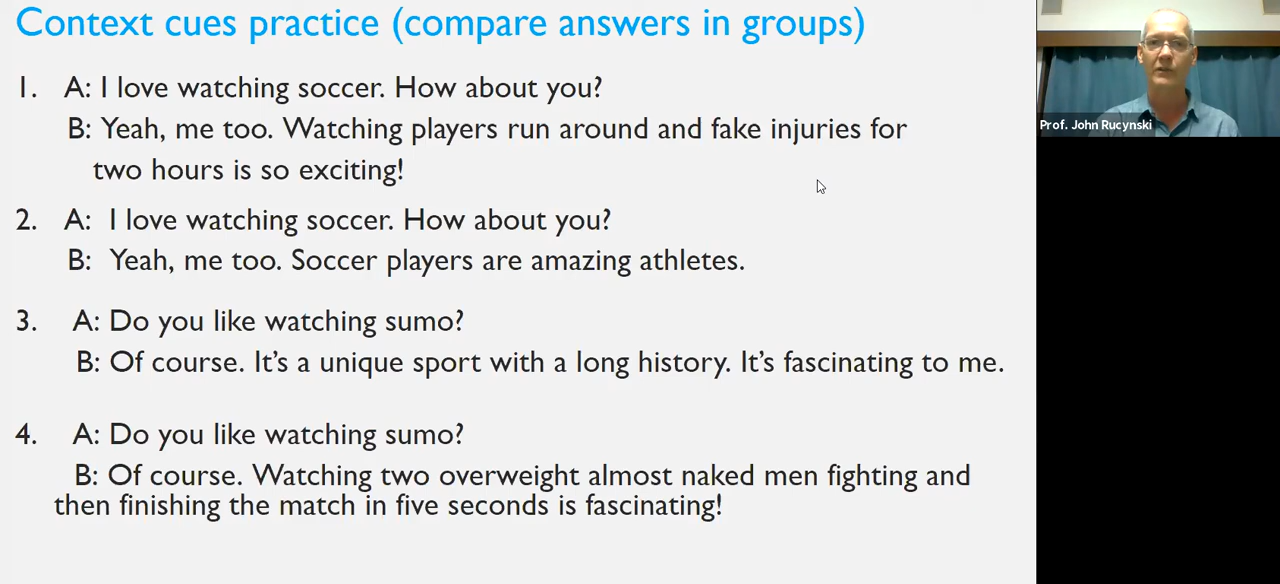 Context cues practice (compare answers in groups)
1. A: I love watching soccer. How about you?
B: Yeah, me too. Watching players run around and fake injuries for
two hours is so exciting!
2. A: I love watching soccer. How about you?
B: Yeah, me too. Soccer players are amazing athletes.
3. A: Do you like watching sumo?
B: Of course. It's a unique sport with a long history. It's fascinating to me.
4. A: Do you like watching sumo?
B: Of course. Watching two overweight almost naked men fighting and
then finishing the match in five seconds is fascinating!
Prof. John Rucynski